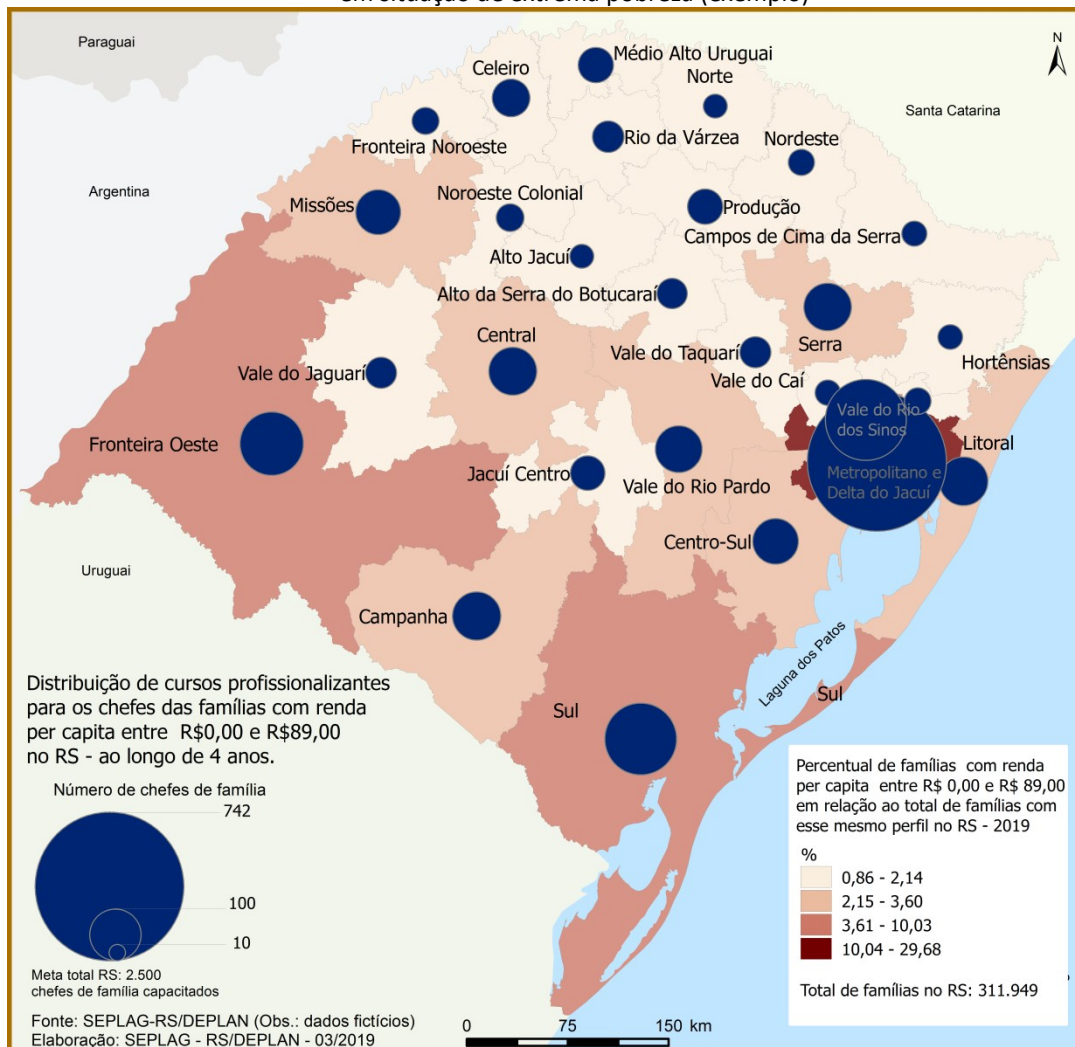 em situação de extrema pobreza (exemplo)
Paraguai
Médio Alto Uruguai
N
Celeiro
Norte
Santa Catarina
Rio da Várzea
Nordeste
Fronteira Noroeste
Argentina
Noroeste Colonial
Missões
Produção
Campos de Cima da Serra
Alto Jacuí
Alto da Serra do Botucaraí
Central
Serra
Vale do Taquarí
Hortênsias
Vale do Jaguarí
Vale do Caí
Vale do Rio
dos Sinos
Fronteira Oeste
Litoral
Jacuí Centro
Vale do Rio Pardo
Metropolitano e
Delta do Jacuí
Centro-Sul
Uruguai
Campanha
Laguna dos Patos
Sul
Sul
Distribuição de cursos profissionalizantes
para os chefes das famílias com renda
per capita entre R$0,00 e R$89,00
no RS - ao longo de 4 anos.
Número de chefes de família
742
100
10
Meta total RS: 2.500
chefes de família capacitados
Fonte: SEPLAG-RS/DEPLAN (Obs.: dados fictícios)
Elaboração: SEPLAG - RS/DEPLAN - 03/2019
0 75 150 km
Percentual de famílias com renda
per capita entre R$ 0,00 e R$ 89,00
em relação ao total de famílias com
esse mesmo perfil no RS - 2019
%
0,86 - 2,14
2,15 - 3,60
3,61 - 10,03
10,04 - 29,68
Total de famílias no RS: 311.949